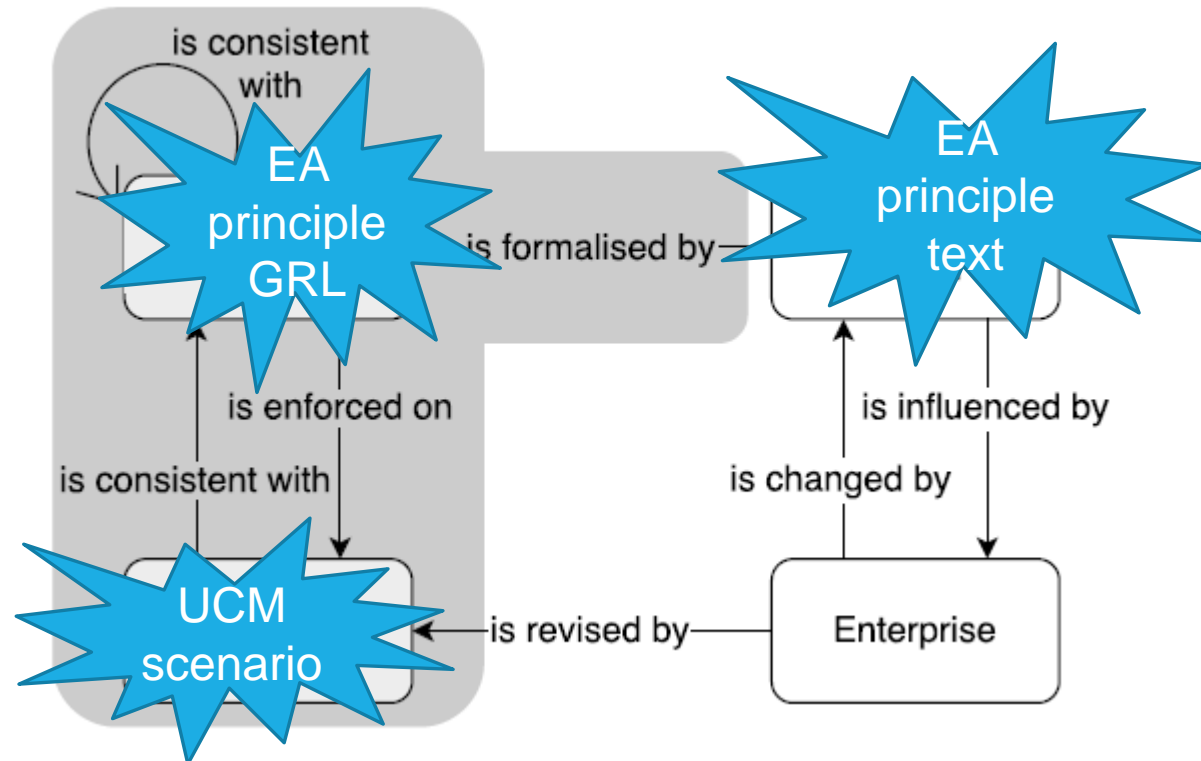 is consistent
with
EA
principle
GRL
EA
principle
text
is formalised by
is enforced on
is influenced by
is consistent with
is changed by
UCM
scenario
is revised by
Enterprise